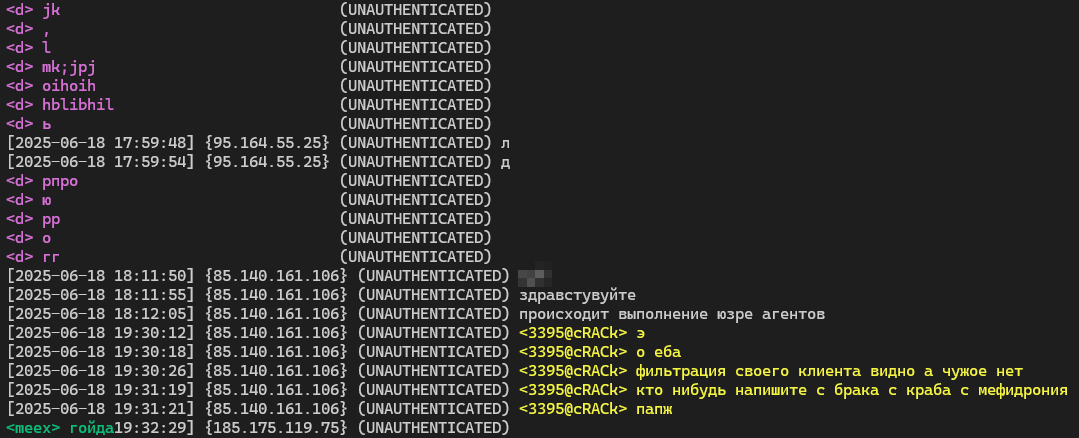 <d> jk (UNAUTHENTICATED)
<d> , (UNAUTHENTICATED)
<d> l (UNAUTHENTICATED)
<d> mk;jpj (UNAUTHENTICATED)
<d> oihoih (UNAUTHENTICATED)
<d> hblibhil (UNAUTHENTICATED)
<d> ь (UNAUTHENTICATED)
[2025-06-18 17:59:48] {95.164.55.25} (UNAUTHENTICATED) л
[2025-06-18 17:59:54] {95.164.55.25} (UNAUTHENTICATED) д
<d> рпро (UNAUTHENTICATED)
<d> ю (UNAUTHENTICATED)
<d> рр (UNAUTHENTICATED)
<d> о (UNAUTHENTICATED)
<d> гг (UNAUTHENTICATED)
[2025-06-18 18:11:50] {85.140.161.106} (UNAUTHENTICATED)
[2025-06-18 18:11:55] {85.140.161.106} (UNAUTHENTICATED) здравстувуйте
[2025-06-18 18:12:05] {85.140.161.106} (UNAUTHENTICATED) происходит выполнение юзре агентов
[2025-06-18 19:30:12] {85.140.161.106} (UNAUTHENTICATED) <3395@cRACk> э
[2025-06-18 19:30:18] {85.140.161.106} (UNAUTHENTICATED) <3395@cRACk> о еба
[2025-06-18 19:30:26] {85.140.161.106} (UNAUTHENTICATED) <3395@cRACk> фильтрация своего клиента видно а чужое нет
[2025-06-18 19:31:19] {85.140.161.106} (UNAUTHENTICATED) <3395@cRACk> кто нибудь напишите с брака с краба с мефидрония
[2025-06-18 19:31:21] {85.140.161.106} (UNAUTHENTICATED) <3395@cRACk> папж
<meex> гойда19:32:29] {185.175.119.75} (UNAUTHENTICATED)